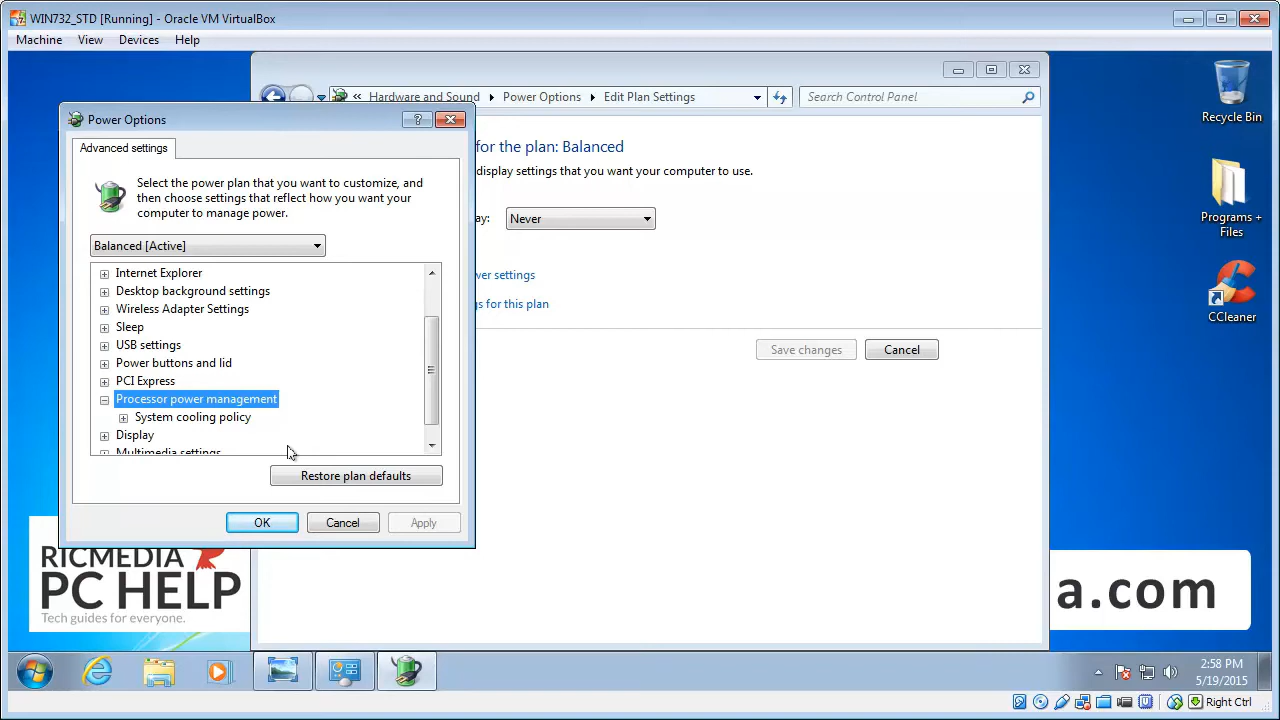 WIN732_STD [Running] - Oracle VM VirtualBox
Machine View Devices Help
« Hardware and Sound Power Options Edit Plan Settings
Search Control Panel
Recycle Bin
Power Options
Advanced settings
for the plan: Balanced
display settings that you want your computer to use.
Select the power plan that you want to customize, and
then choose settings that reflect how you want your
computer to manage power.
ay: Never
Balanced [Active]
Programs +
Files
Internet Explorer
Desktop background settings
Wireless Adapter Settings
Sleep
USB settings
Power buttons and lid
PCI Express
Processor power management
System cooling policy
Display
Multimedia settings
wer settings
gs for this plan
CCleaner
Save changes Cancel
Restore plan defaults
OK Cancel Apply
RICMEDIA
PC HELP
Tech guides for everyone.
a.com
2:58 PM
5/19/2015
Right Ctrl